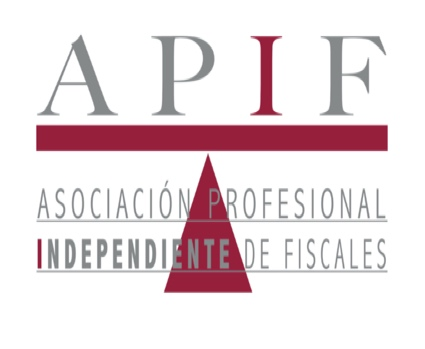 APIF
ASOCIACIÓN PROFESIONAL
INDEPENDIENTE DE FISCALES